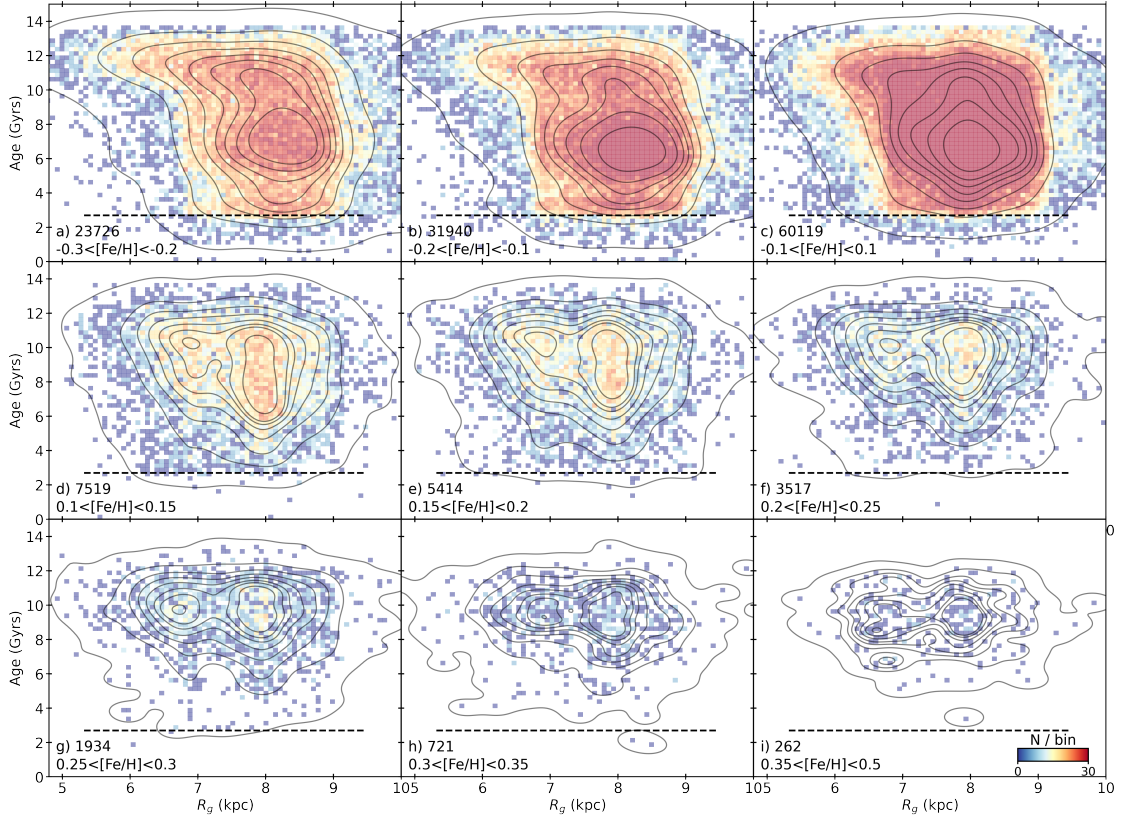 14
12
10
8
6
4
2
0
Age (Gyrs)
a) 23726
-0.3<[Fe/H]<-0.2
b) 31940
-0.2<[Fe/H]<-0.1
c) 60119
-0.1<[Fe/H]<0.1
14
12
10
8
6
4
2
0
Age (Gyrs)
d) 7519
0.1<[Fe/H]<0.15
e) 5414
0.15<[Fe/H]<0.2
f) 3517
0.2<[Fe/H]<0.25
0
14
12
10
8
6
4
2
0
Age (Gyrs)
g) 1934
0.25<[Fe/H]<0.3
h) 721
0.3<[Fe/H]<0.35
i) 262
0.35<[Fe/H]<0.5
N / bin
0 30
5 6 7 8 9 105 6 7 8 9 105 6 7 8 9 10
Rg (kpc) Rg (kpc) Rg (kpc)